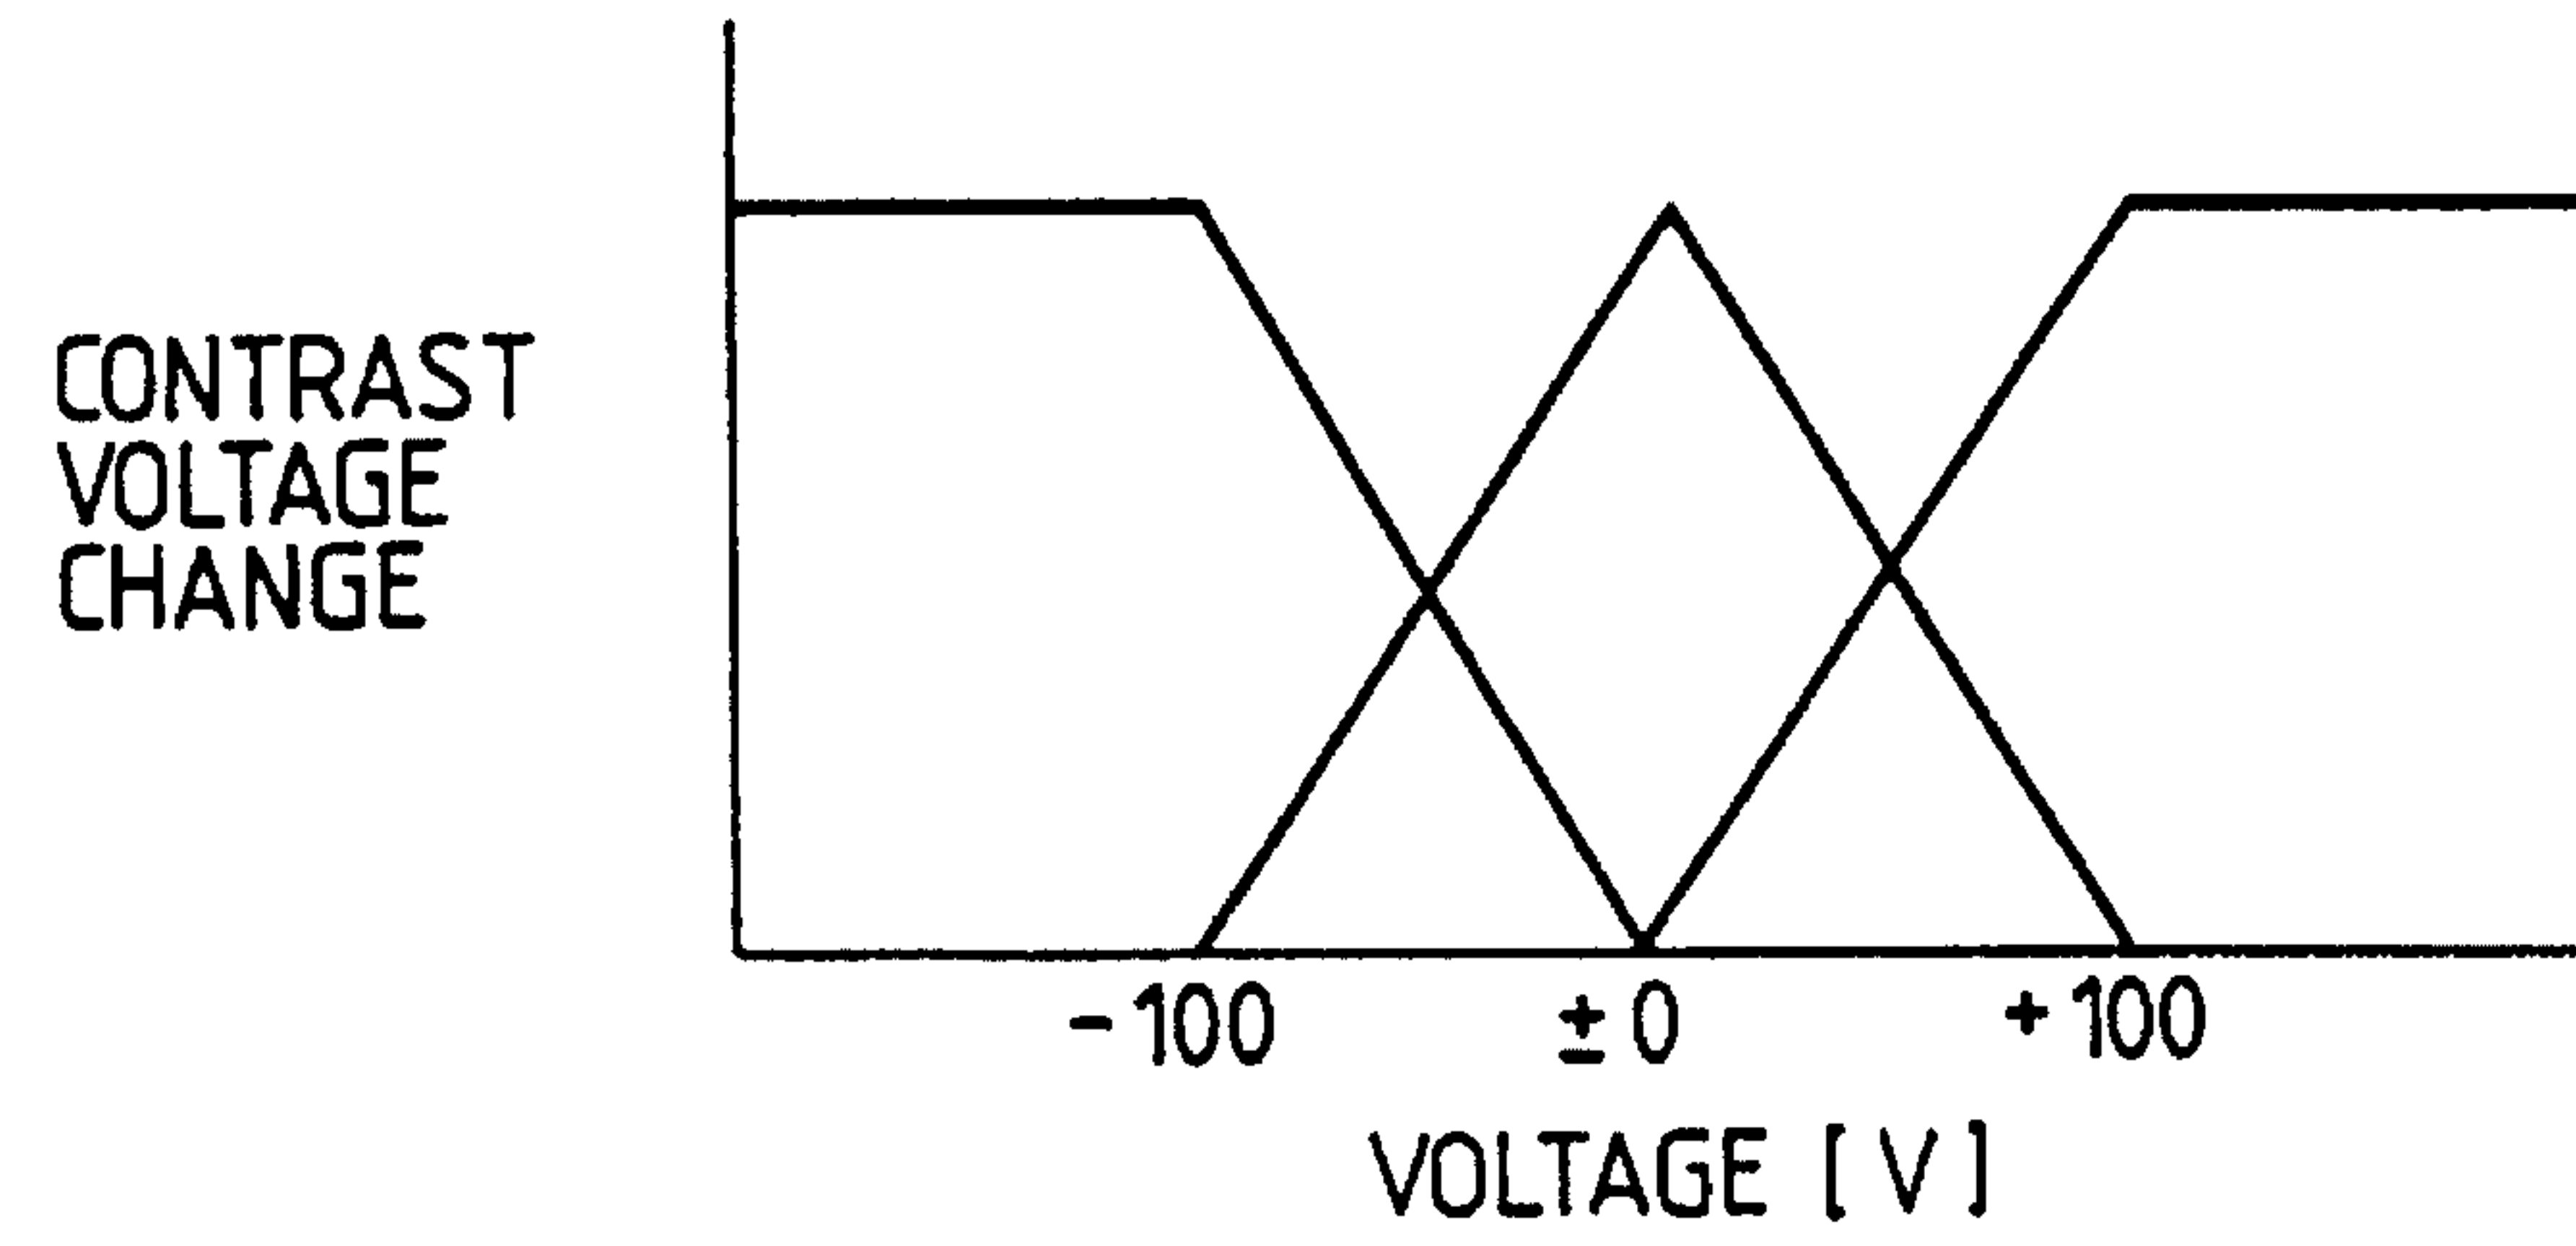 CONTRAST
VOLTAGE
CHANGE
- 100
± 0
+ 100
VOLTAGE [ V ]